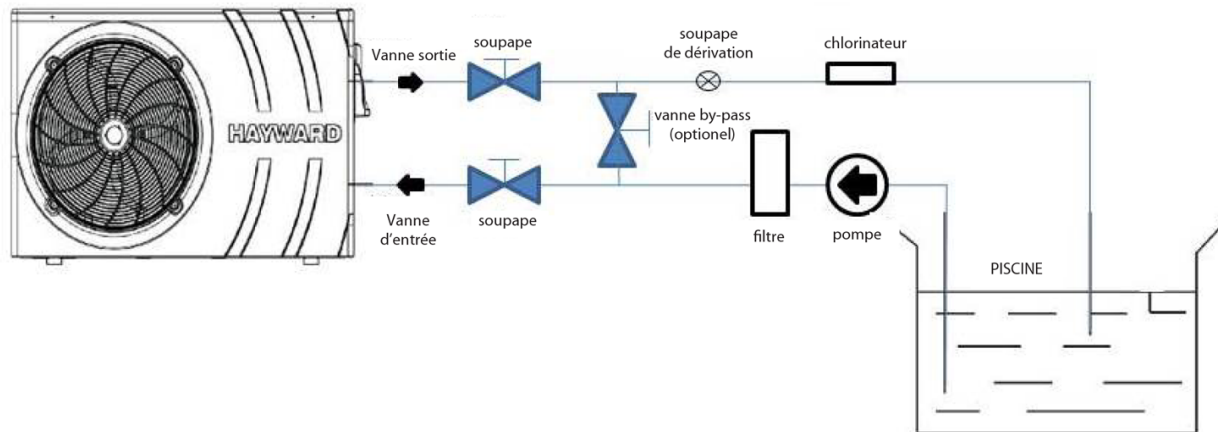 Vanne sortie
soupape
soupape
de dérivation
chlorinateur
HAYWARD
vanne by-pass
(optionel)
Vanne
d'entrée
soupape
filtre
pompe
PISCINE